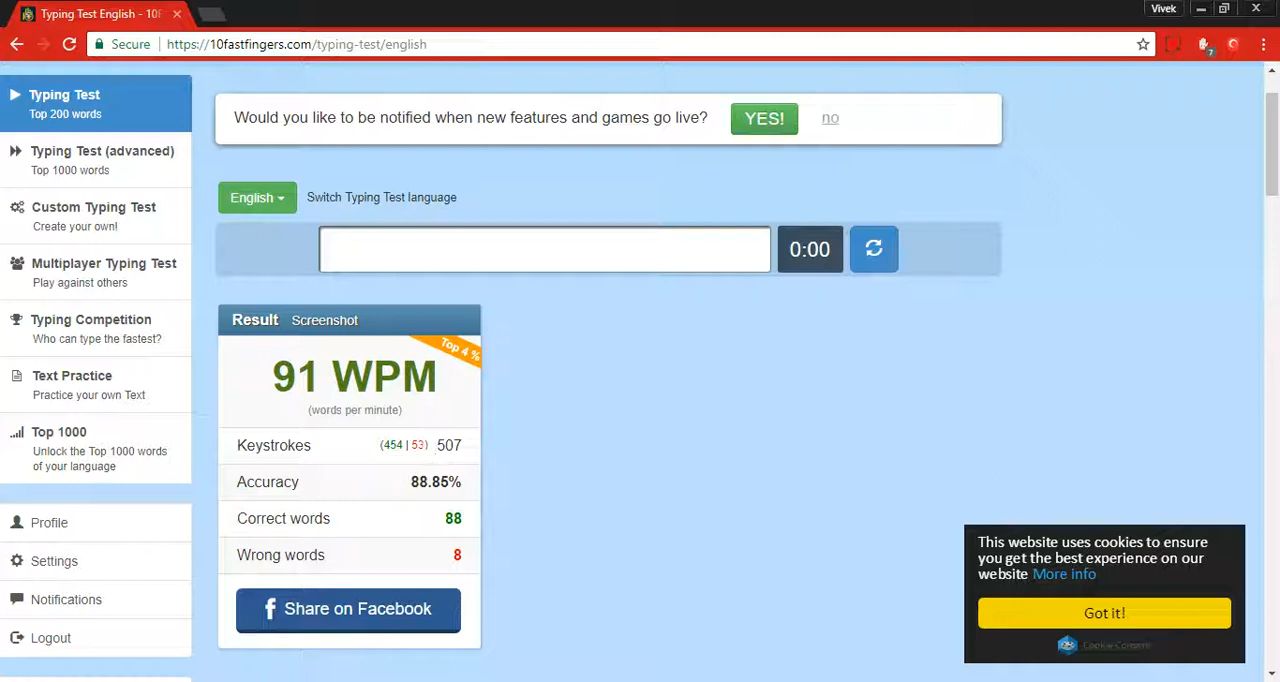 Typing Test English - 10F
Vivek
Secure
https://10fastfingers.com/typing-test/english
7
Typing Test
Top 200 words
Typing Test (advanced)
Top 1000 words
Custom Typing Test
Create your own!
Multiplayer Typing Test
Play against others
Typing Competition
Who can type the fastest?
Text Practice
Practice your own Text
Top 1000
Unlock the Top 1000 words
of your language
Profile
Settings
Notifications
Logout
Would you like to be notified when new features and games go live? YES! no
English Switch Typing Test language
0:00
Result Screenshot
Top 4 %
91 WPM
(words per minute)
Keystrokes (454 | 53) 507
Accuracy 88.85%
Correct words 88
Wrong words 8
f Share on Facebook
This website uses cookies to ensure
you get the best experience on our
website More info
Got it!
Cookie Consent